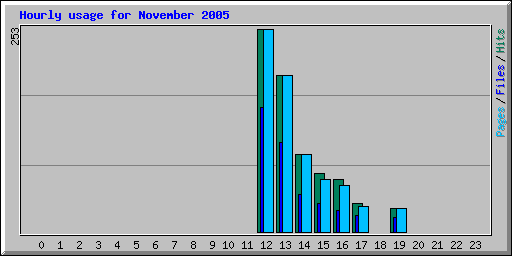 Hourly usage for November 2005
253
Pages/Files/Hits
0 1 2 3 4 5 6 7 8 9 10 11 12 13 14 15 16 17 18 19 20 21 22 23